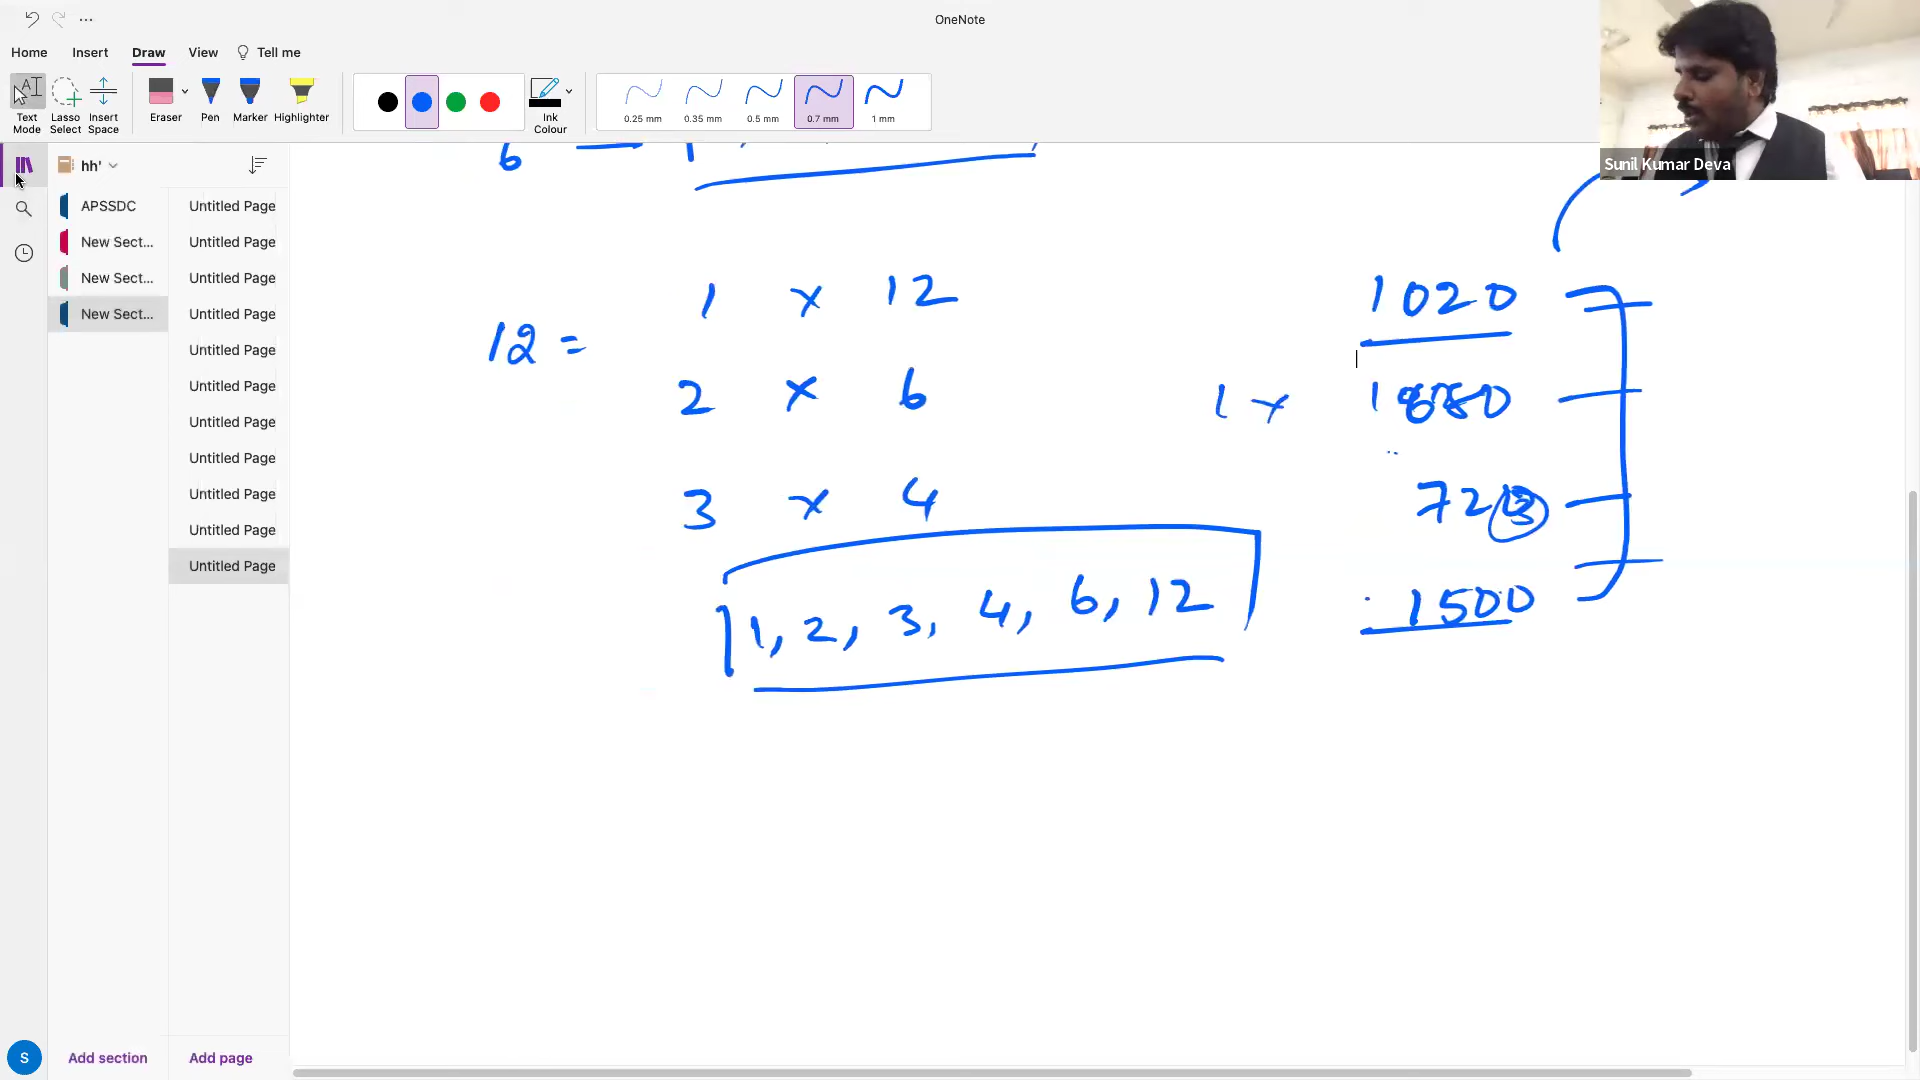 OneNote
Home Insert Draw View Tell me
Text Mode
Lasso Select
Insert Space
Eraser
Pen
Marker
Highlighter
Ink Colour
0.25 mm
0.35 mm
0.5 mm
0.7 mm
1 mm
Sunil Kumar Deva
hh'
APSSDC
New Sect...
New Sect...
New Sect...
Untitled Page
Untitled Page
Untitled Page
Untitled Page
Untitled Page
Untitled Page
Untitled Page
Untitled Page
Untitled Page
Untitled Page
Untitled Page
6
12 =
1 x 12
2 x 6
3 x 4
1, 2, 3, 4, 6, 12
1020
1 x
72
1500
S
Add section
Add page